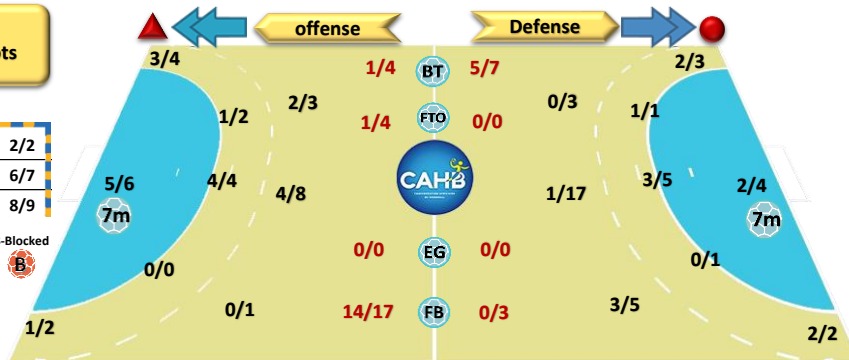 offense
Defense
ots
3/4
2/3
1/4
BT
5/7
2/3
0/3
1/2
1/1
1/4
FTO
0/0
2/2
6/7
8/9
5/6
4/4
4/8
CAHB
1/17
3/5
2/4
7m
7m
-Blocked
B
0/0
0/0
EG
0/0
0/1
0/1
14/17
FB
0/3
3/5
1/2
2/2